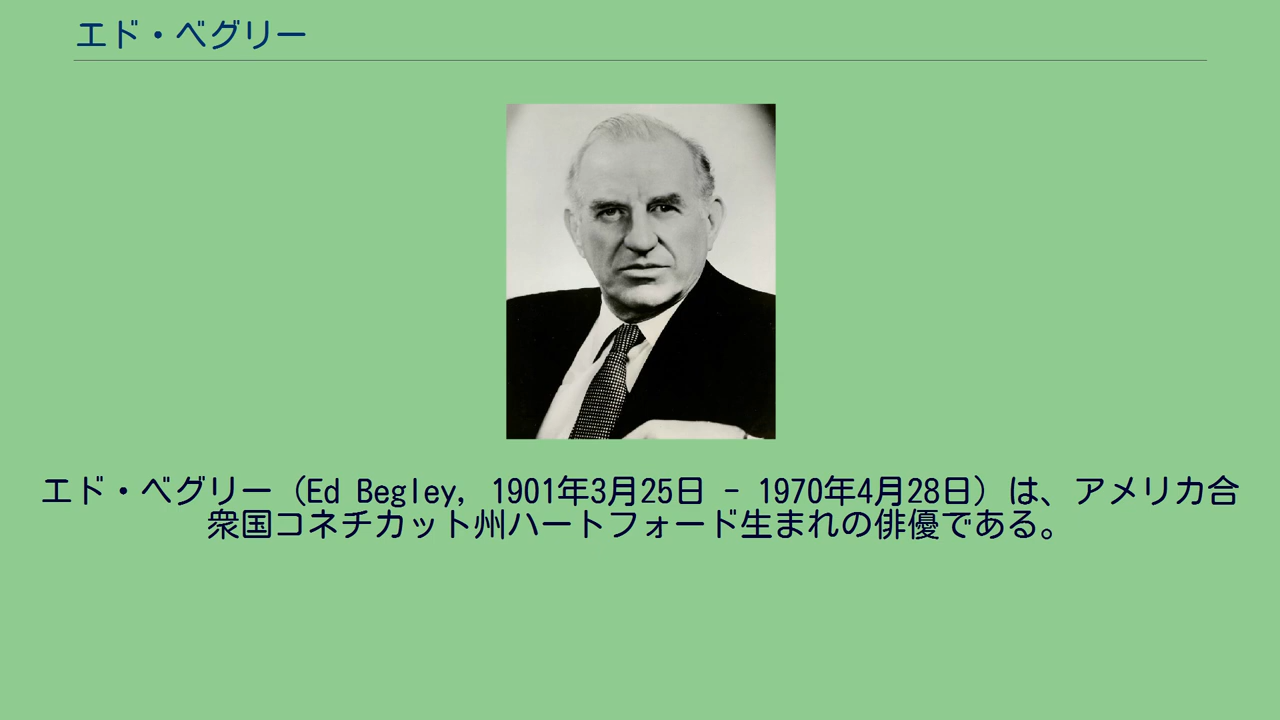 エド・ベグリー
エド・ベグリー（Ed Begley, 1901年3月25日 - 1970年4月28日）は、アメリカ合
衆国コネチカット州ハートフォード生まれの俳優である。